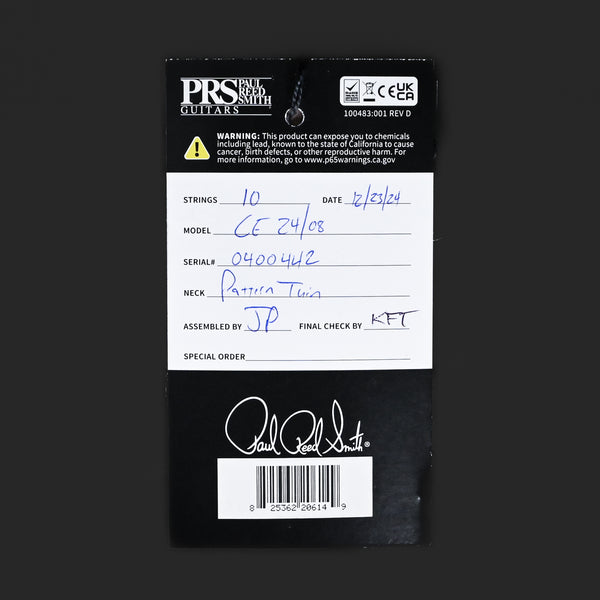 PRS PAUL REED SMITH
GUITARS
CE UKCA
100483:001 REV D
WARNING: This product can expose you to chemicals
including lead, known to the state of California to cause
cancer, birth defects, or other reproductive harm. For
more information, go to www.p65warnings.ca.gov
STRINGS 10 DATE 12/23/24
MODEL CE 24/08
SERIAL# 0400442
NECK Pattern Thin
ASSEMBLED BY JP FINAL CHECK BY KFT
SPECIAL ORDER
Paul Reed Smith®
8 25362 20614 9